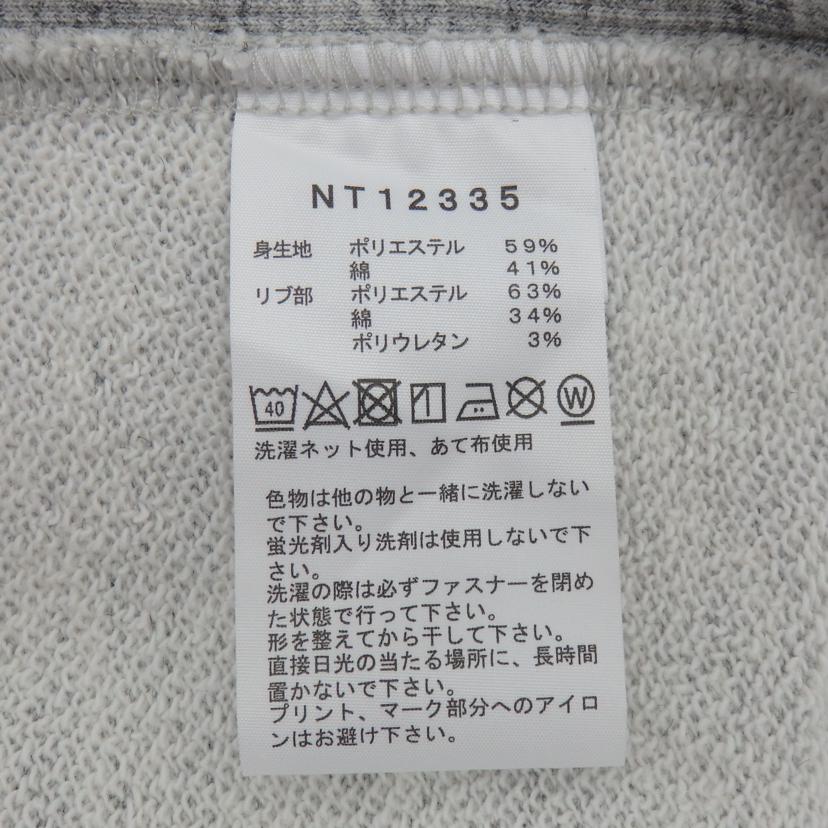 NT12335
身生地 ポリエステル 59%
綿 41%
リブ部 ポリエステル 63%
綿 34%
ポリウレタン 3%
40 W
洗濯ネット使用、あて布使用
色物は他の物と一緒に洗濯しない
で下さい。
蛍光剤入り洗剤は使用しないで下
さい。
洗濯の際は必ずファスナーを閉め
た状態で行って下さい。
形を整えてから干して下さい。
直接日光の当たる場所に、長時間
置かないで下さい。
プリント、マーク部分へのアイロ
ンはお避け下さい。